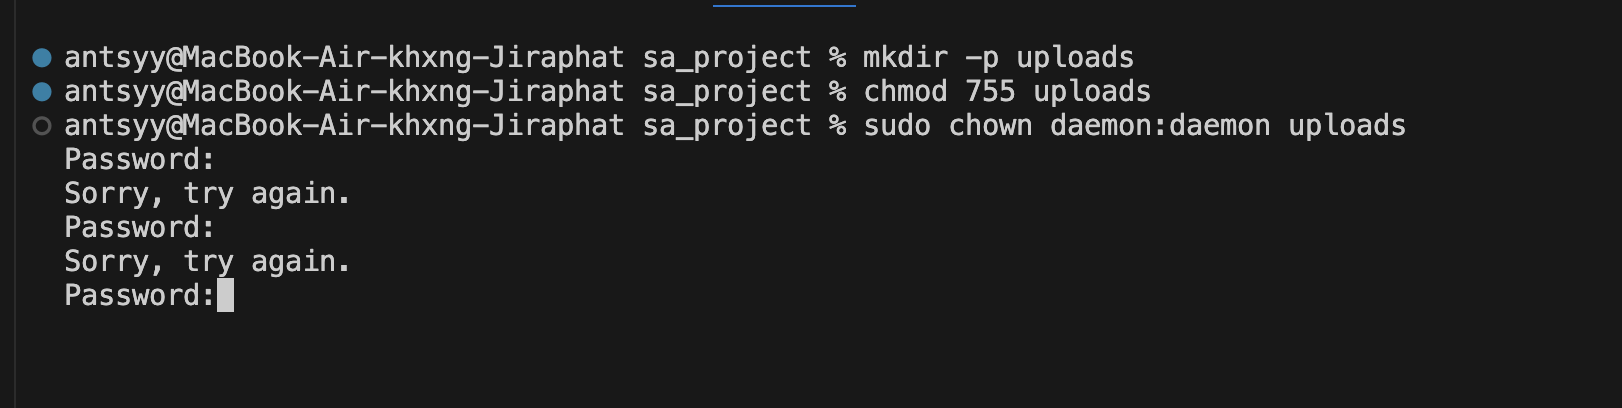 antsyy@MacBook-Air-khxng-Jiraphat sa_project % mkdir -p uploads
antsyy@MacBook-Air-khxng-Jiraphat sa_project % chmod 755 uploads
antsyy@MacBook-Air-khxng-Jiraphat sa_project % sudo chown daemon:daemon uploads
Password:
Sorry, try again.
Password:
Sorry, try again.
Password: